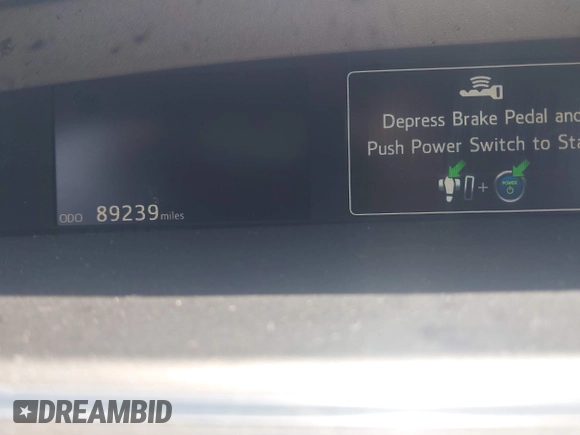 Depress Brake Pedal and
Push Power Switch to Sta
POWER
ODO 89239 miles
DREAMBID